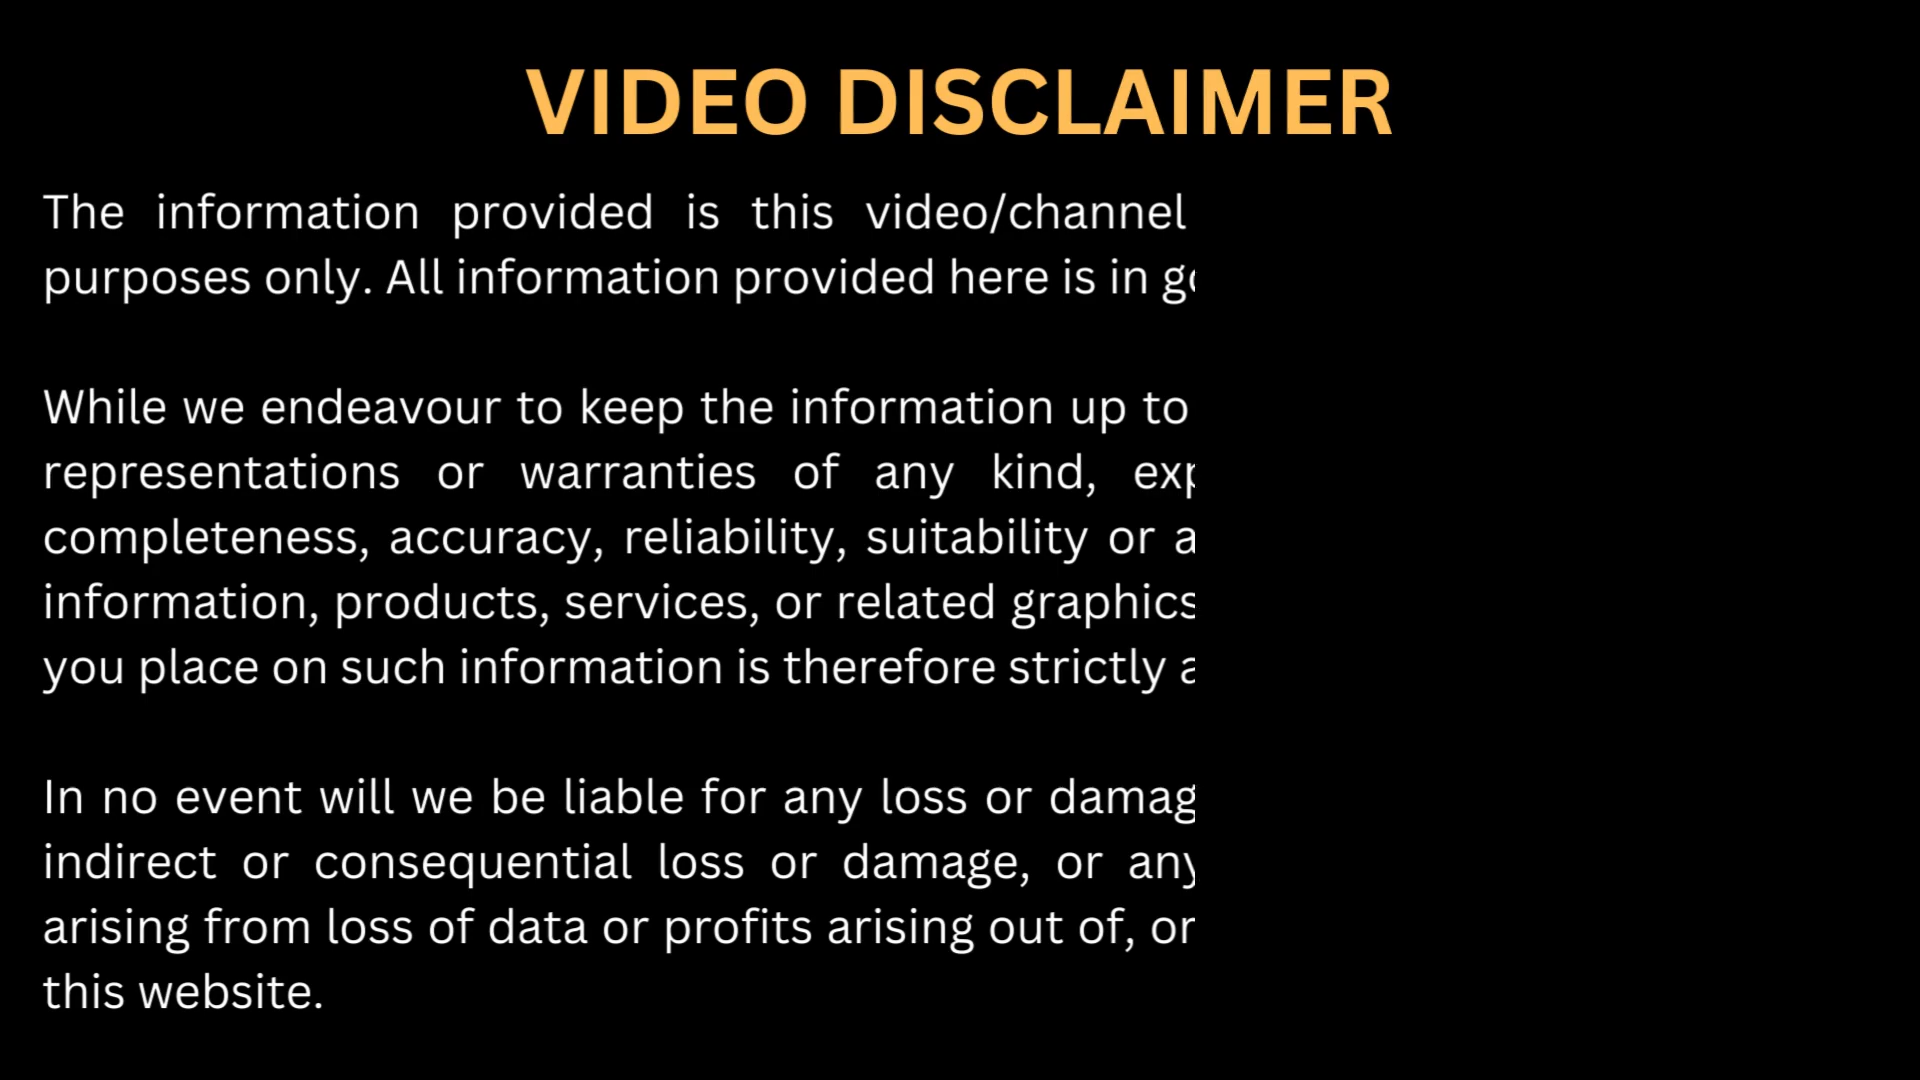 VIDEO DISCLAIMER
The information provided is this video/channel
purposes only. All information provided here is in
While we endeavour to keep the information up to
representations or warranties of any kind,
completeness, accuracy, reliability, suitability or
information, products, services, or related graphics
you place on such information is therefore strictly
In no event will we be liable for any loss or
indirect or consequential loss or damage, or any
arising from loss of data or profits arising out of, or
this website.